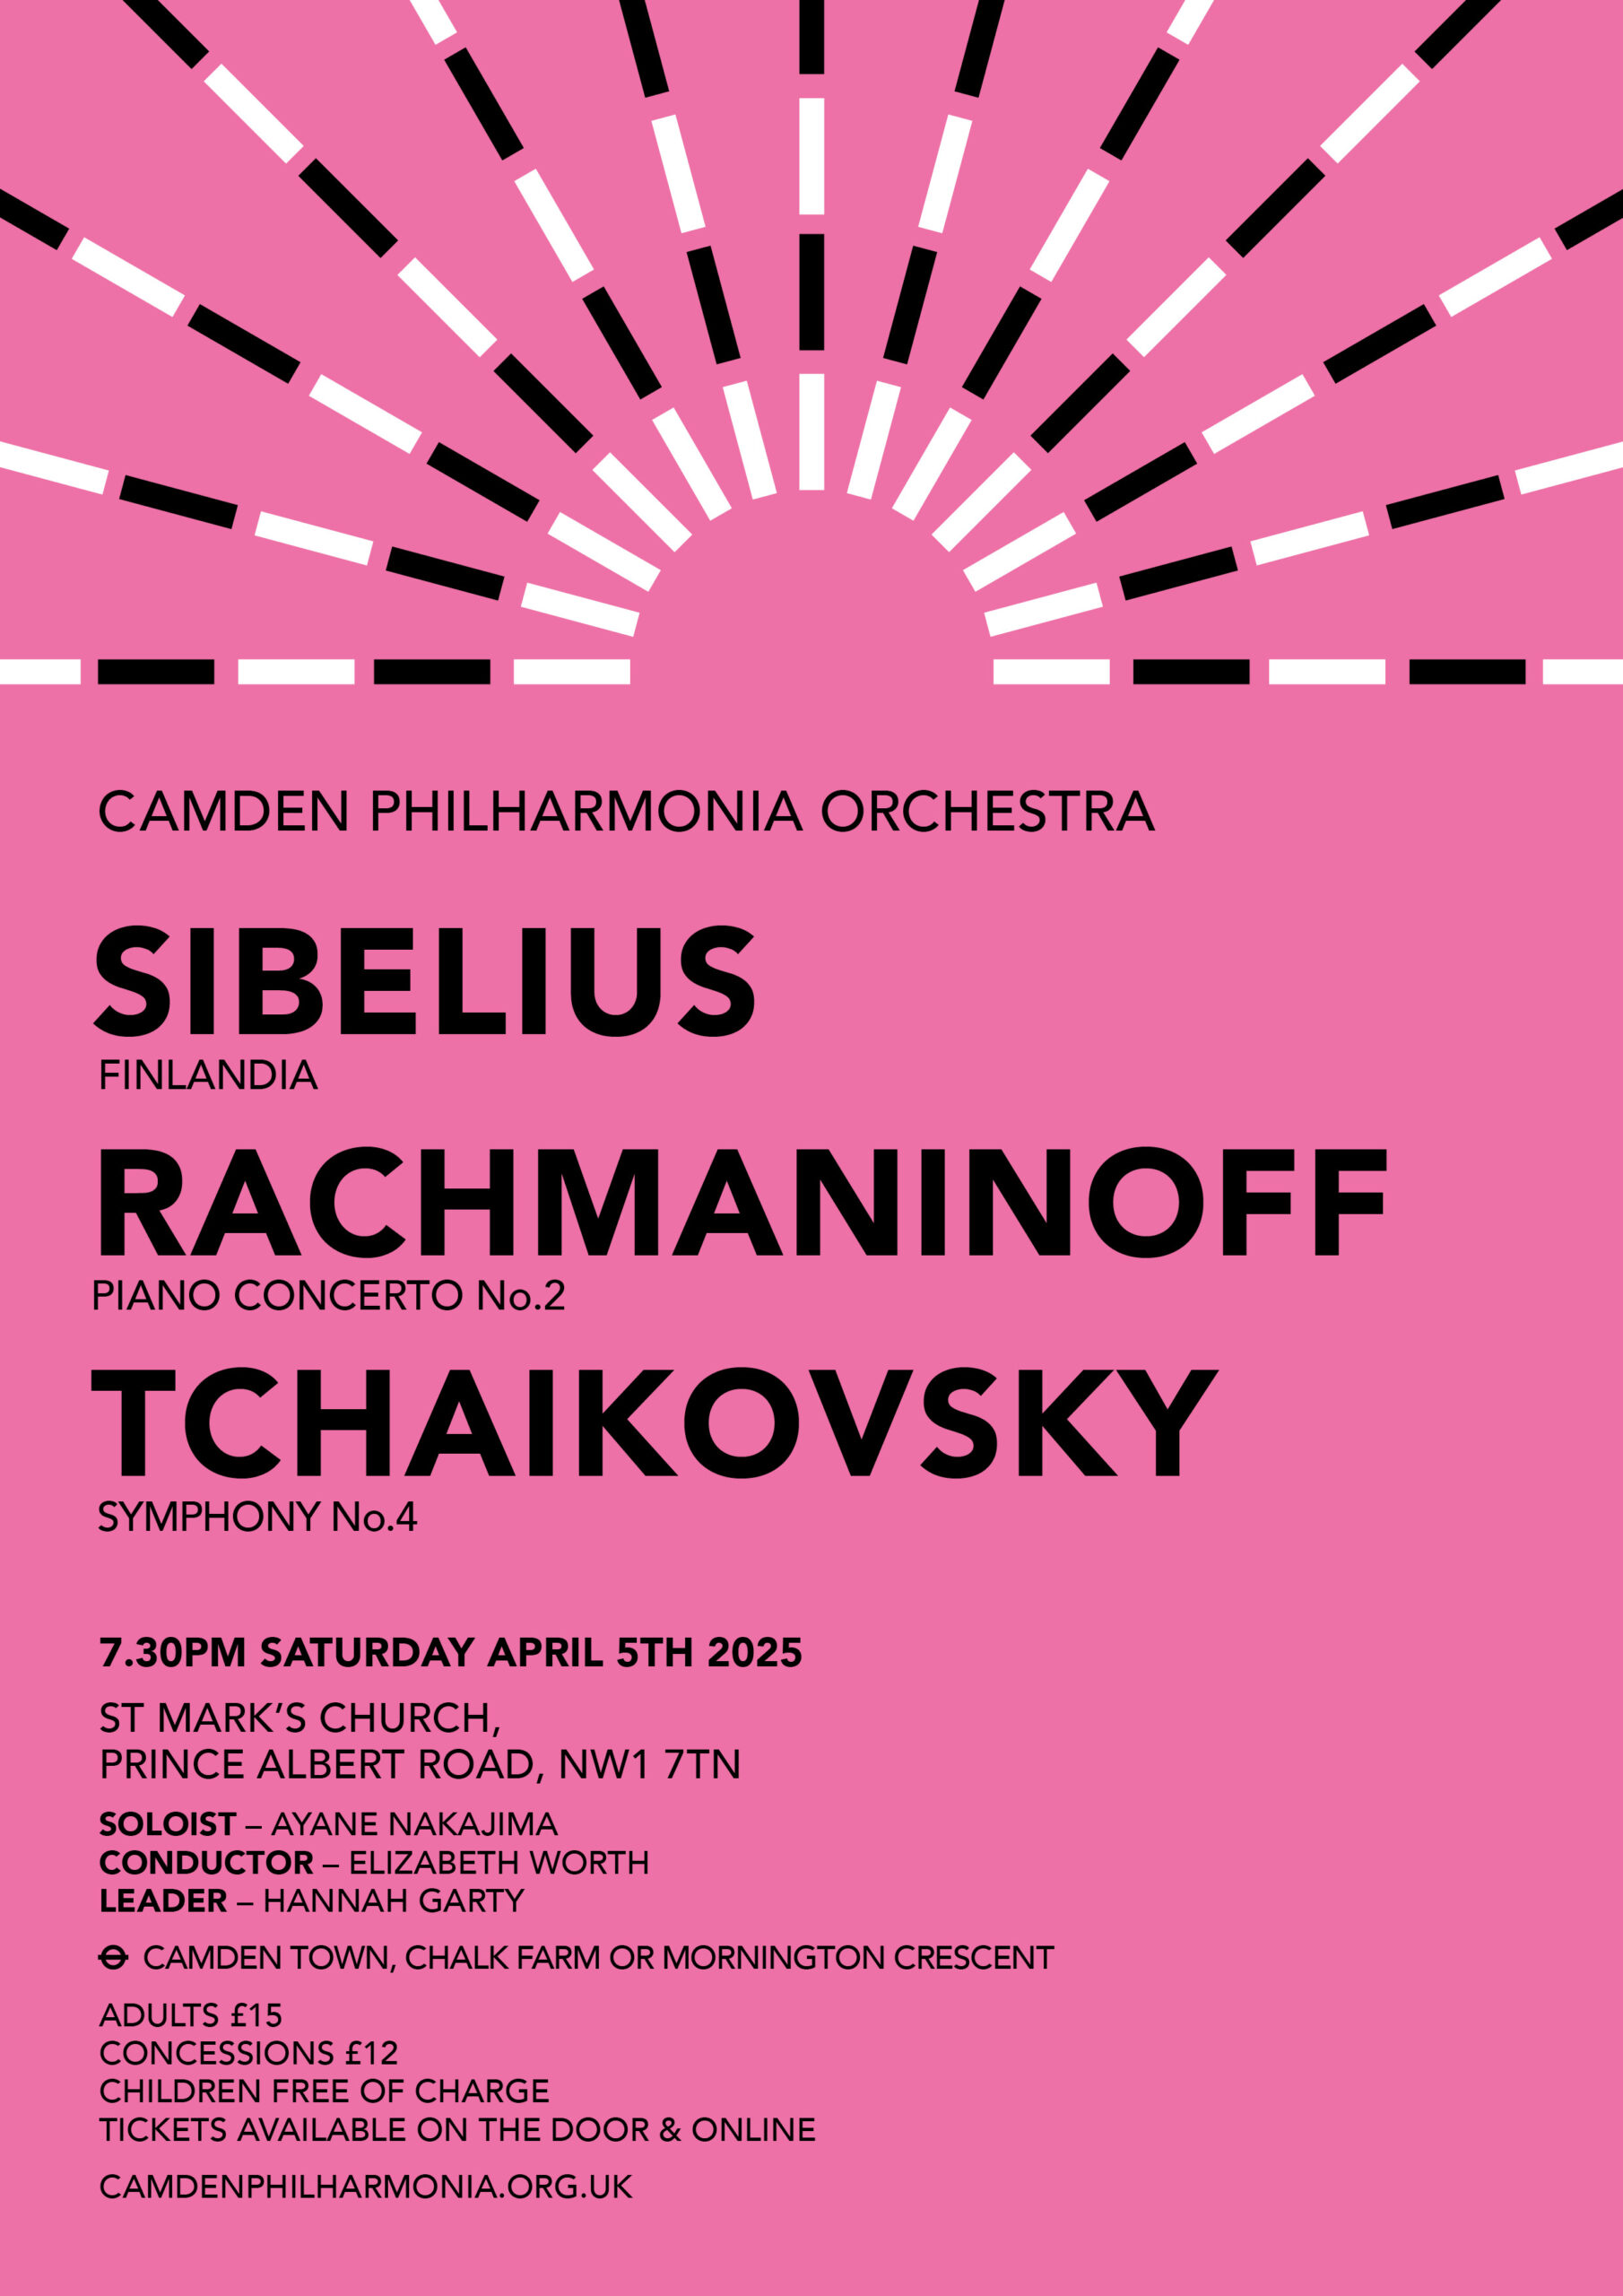 CAMDEN PHILHARMONIA ORCHESTRA
SIBELIUS
FINLANDIA
RACHMANINOFF
PIANO CONCERTO No.2
TCHAIKOVSKY
SYMPHONY No.4
7.30PM SATURDAY APRIL 5TH 2025
ST MARK’S CHURCH,
PRINCE ALBERT ROAD, NW1 7TN
SOLOIST – AYANE NAKAJIMA
CONDUCTOR – ELIZABETH WORTH
LEADER – HANNAH GARTY
CAMDEN TOWN, CHALK FARM OR MORNINGTON CRESCENT
ADULTS £15
CONCESSIONS £12
CHILDREN FREE OF CHARGE
TICKETS AVAILABLE ON THE DOOR & ONLINE
CAMDENPHILHARMONIA.ORG.UK